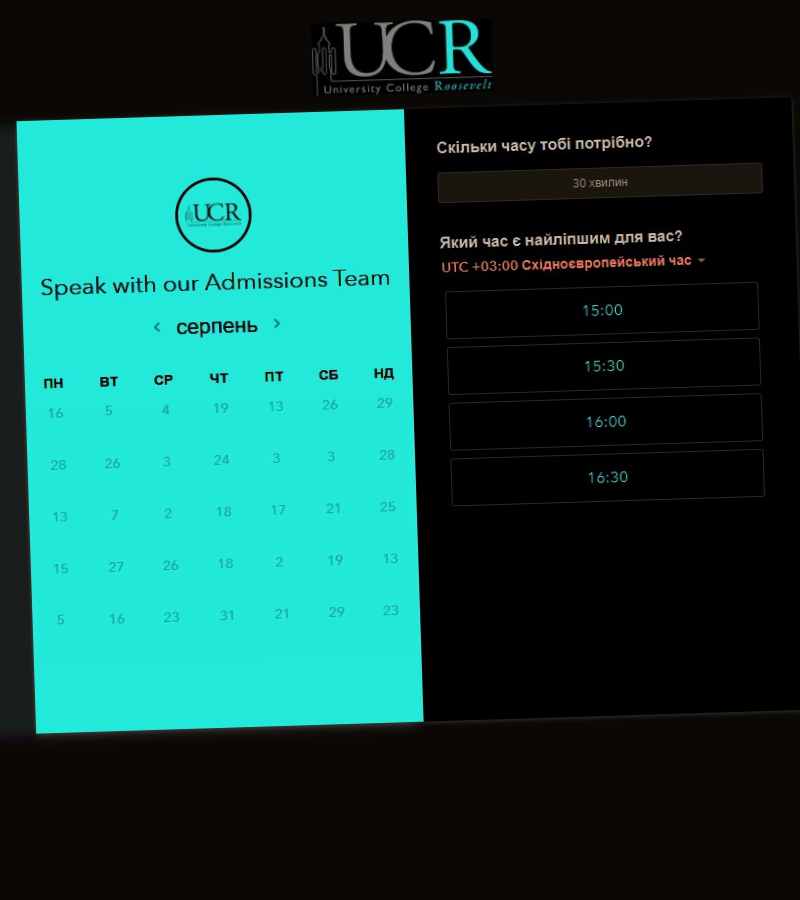 UCR
University College Roosevelt
UCR
University College Roosevelt
Speak with our Admissions Team
серпень
ПН ВТ СР ЧТ ПТ СБ НД
16 5 4 19 13 26 29
28 26 3 24 3 3 28
13 7 2 18 17 21 25
15 27 26 18 2 19 13
5 16 23 31 21 29 23
Скільки часу тобі потрібно?
30 хвилин
Який час є найліпшим для вас?
UTC +03:00 Східноєвропейський час
15:00
15:30
16:00
16:30